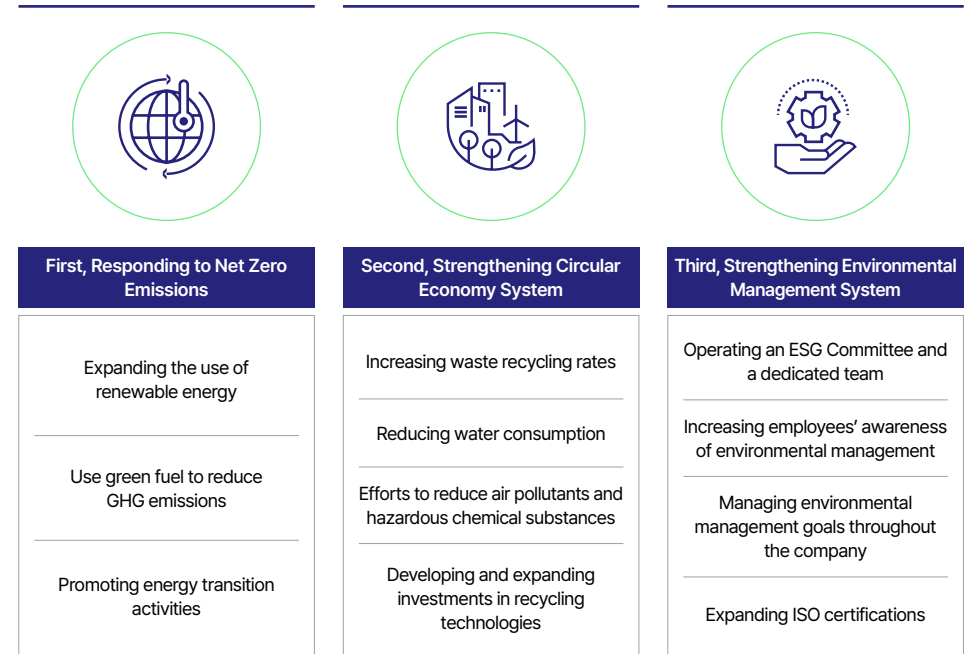 First, Responding to Net Zero
Emissions
Expanding the use of
renewable energy
Use green fuel to reduce
GHG emissions
Promoting energy transition
activities
Second, Strengthening Circular
Economy System
Increasing waste recycling rates
Reducing water consumption
Efforts to reduce air pollutants and
hazardous chemical substances
Developing and expanding
investments in recycling
technologies
Third, Strengthening Environmental
Management System
Operating an ESG Committee and
a dedicated team
Increasing employees’ awareness
of environmental management
Managing environmental
management goals throughout
the company
Expanding ISO certifications